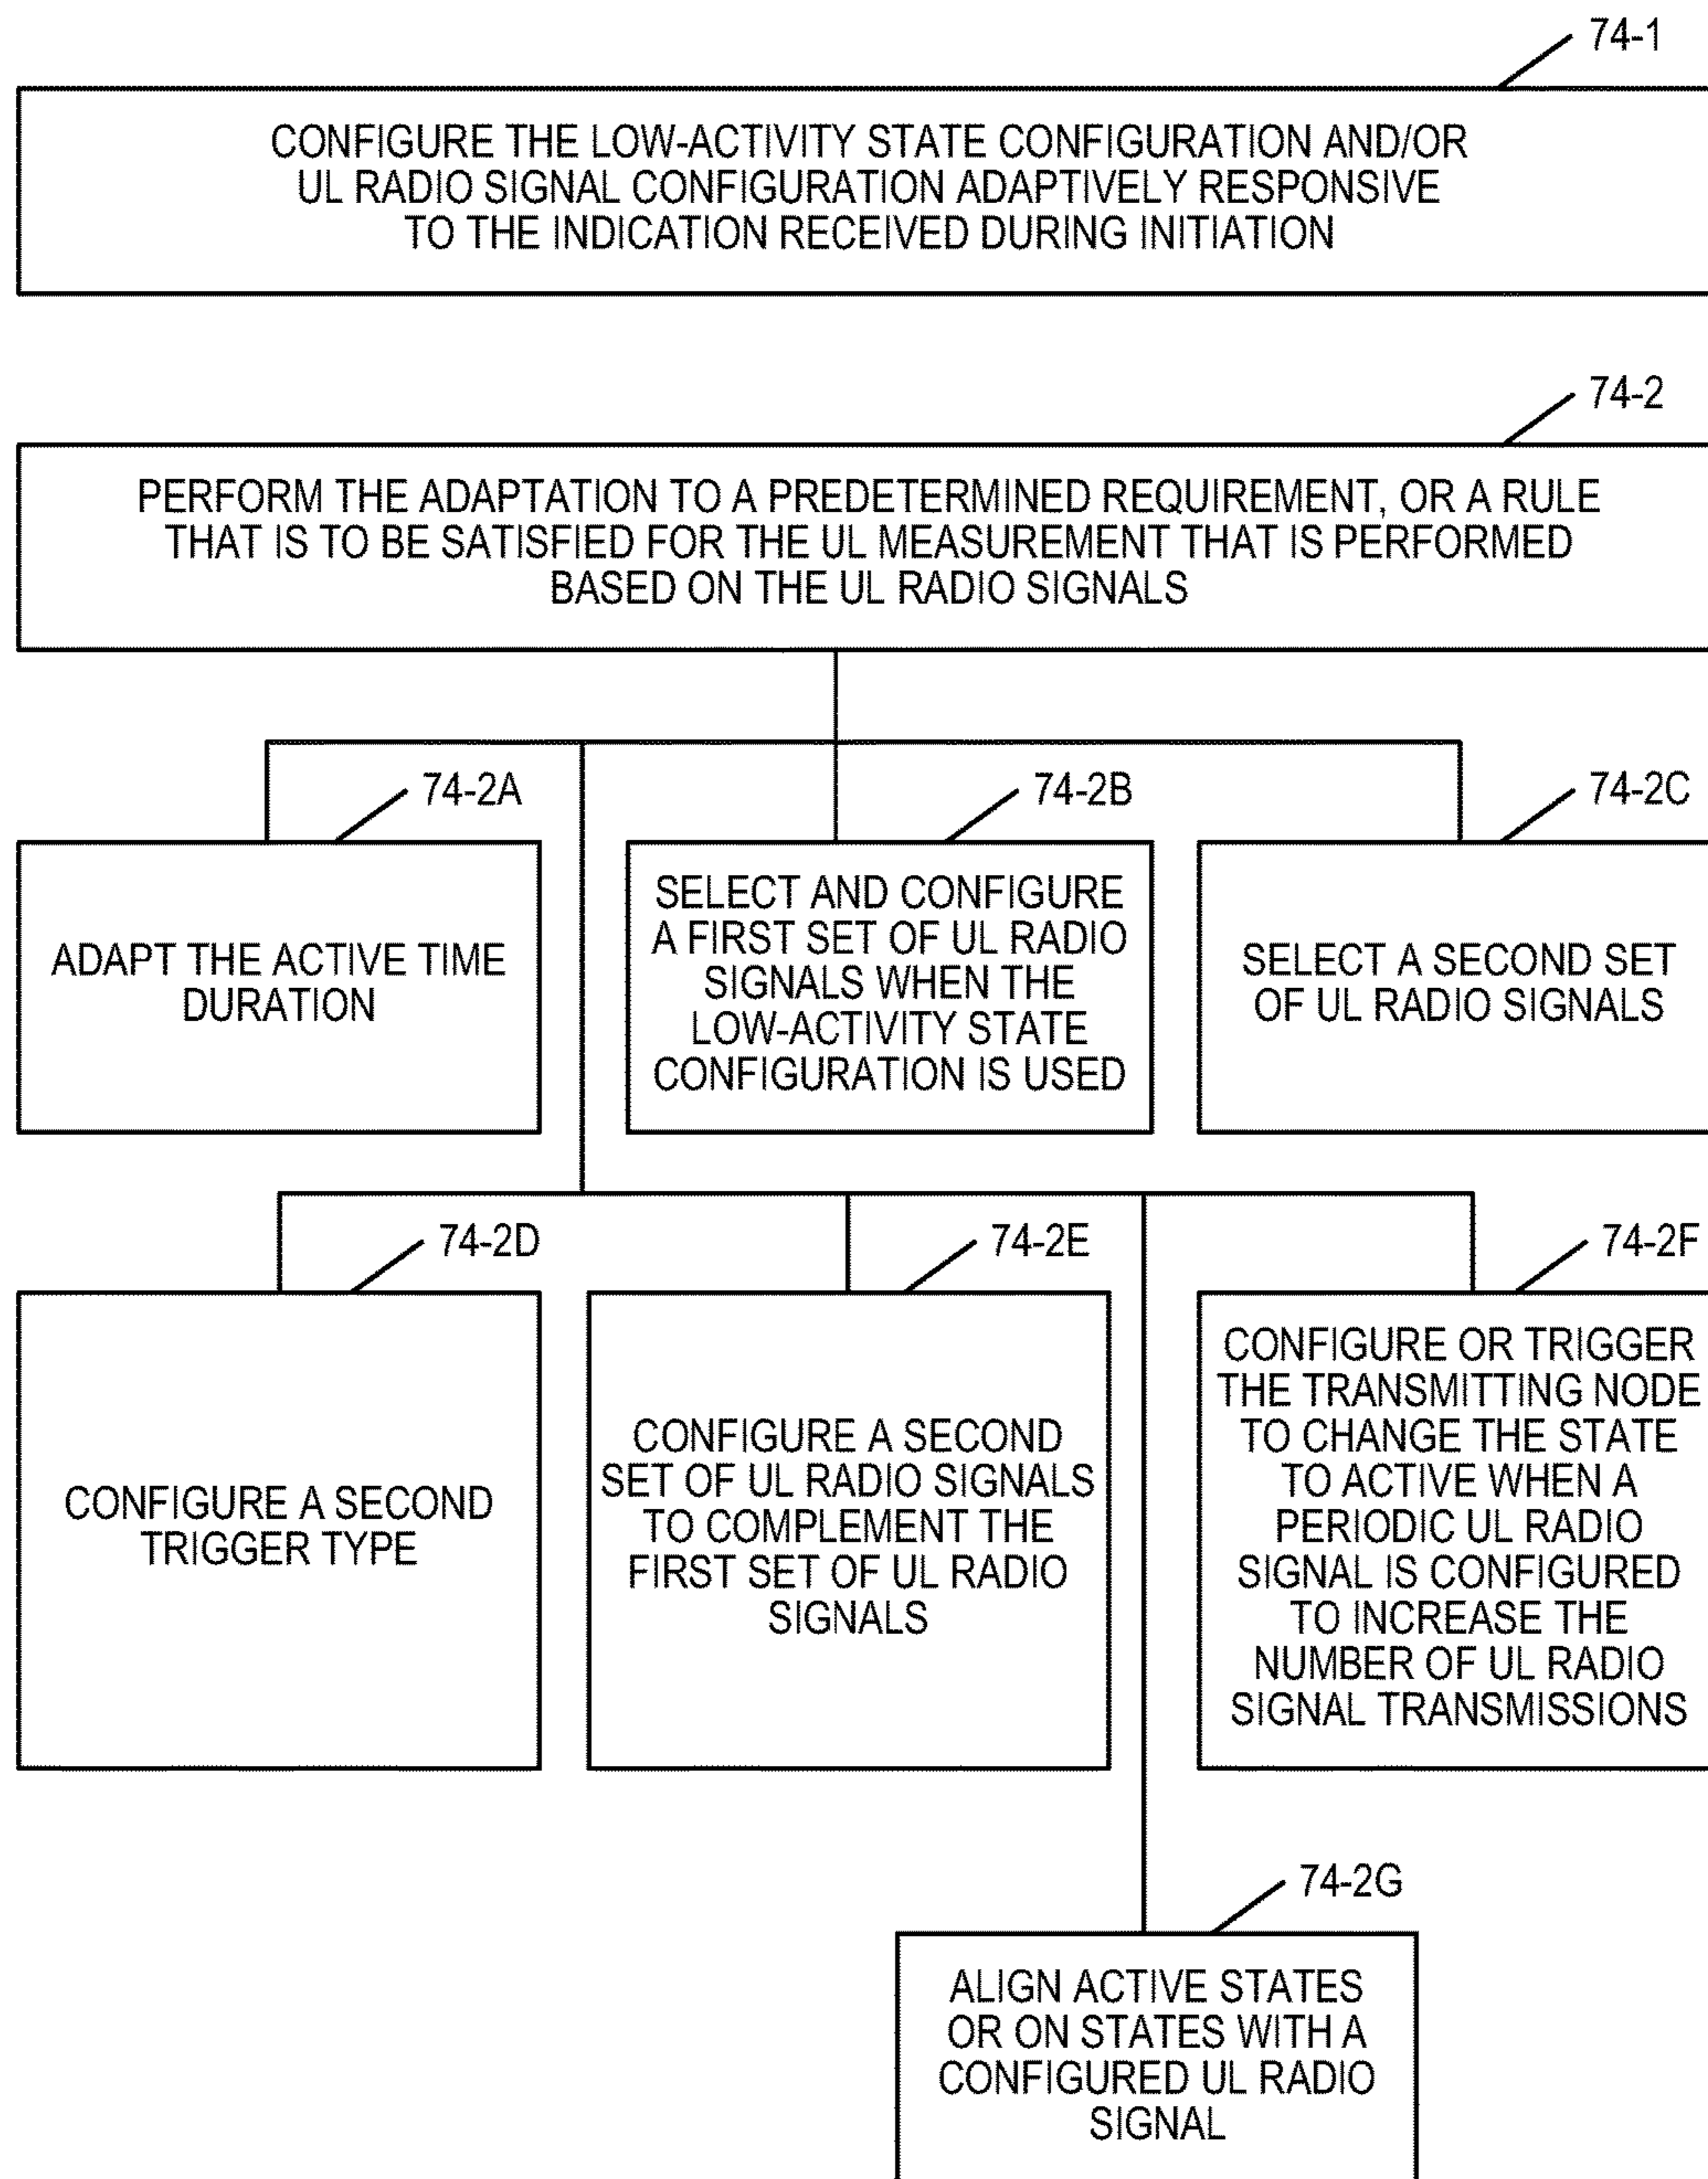 74-1
CONFIGURE THE LOW-ACTIVITY STATE CONFIGURATION AND/OR
UL RADIO SIGNAL CONFIGURATION ADAPTIVELY RESPONSIVE
TO THE INDICATION RECEIVED DURING INITIATION
74-2
PERFORM THE ADAPTATION TO A PREDETERMINED REQUIREMENT, OR A RULE
THAT IS TO BE SATISFIED FOR THE UL MEASUREMENT THAT IS PERFORMED
BASED ON THE UL RADIO SIGNALS
74-2A
ADAPT THE ACTIVE TIME
DURATION
74-2B
SELECT AND CONFIGURE
A FIRST SET OF UL RADIO
SIGNALS WHEN THE
LOW-ACTIVITY STATE
CONFIGURATION IS USED
74-2C
SELECT A SECOND SET
OF UL RADIO SIGNALS
74-2D
CONFIGURE A SECOND
TRIGGER TYPE
74-2E
CONFIGURE A SECOND
SET OF UL RADIO SIGNALS
TO COMPLEMENT THE
FIRST SET OF UL RADIO
SIGNALS
74-2F
CONFIGURE OR TRIGGER
THE TRANSMITTING NODE
TO CHANGE THE STATE
TO ACTIVE WHEN A
PERIODIC UL RADIO
SIGNAL IS CONFIGURED
TO INCREASE THE
NUMBER OF UL RADIO
SIGNAL TRANSMISSIONS
74-2G
ALIGN ACTIVE STATES
OR ON STATES WITH A
CONFIGURED UL RADIO
SIGNAL